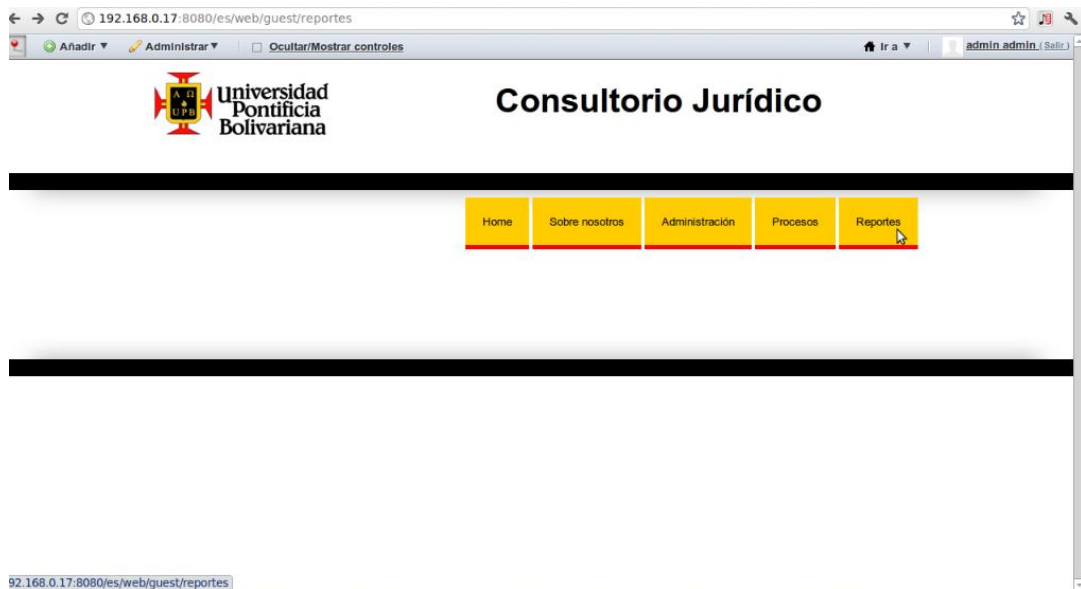 192.168.0.17:8080/es/web/guest/reportes
Añadir Administrar Ocultar/Mostrar controles Ir a admin admin (Salir)
Α Ω
UPB
Universidad
Pontificia
Bolivariana
Consultorio Jurídico
Home Sobre nosotros Administración Procesos Reportes
92.168.0.17:8080/es/web/guest/reportes